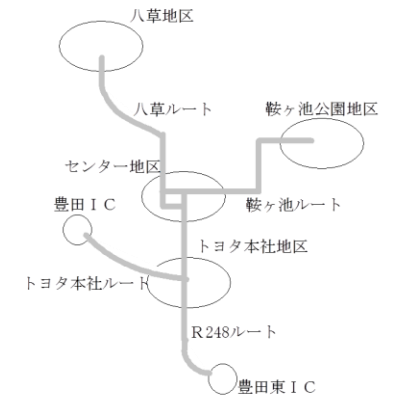 八草地区
八草ルート
鞍ヶ池公園地区
センター地区
豊田ＩＣ
鞍ヶ池ルート
トヨタ本社地区
トヨタ本社ルート
Ｒ248ルート
豊田東ＩＣ